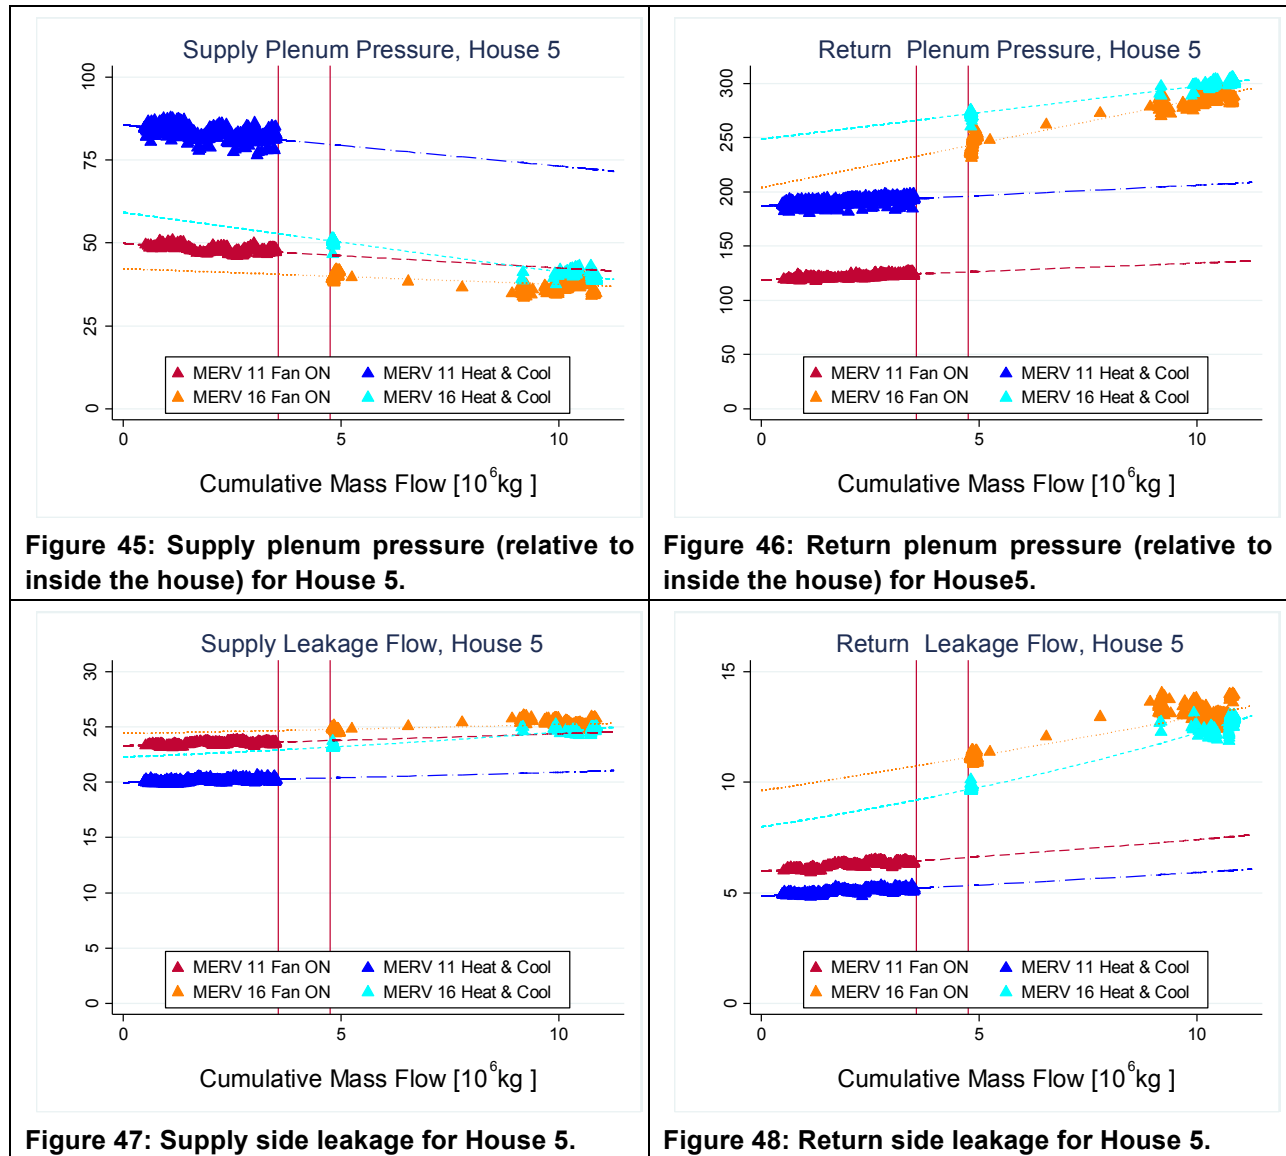 Supply Plenum Pressure, House 5
100
75
50
25
0
MERV 11 Fan ON MERV 11 Heat & Cool
MERV 16 Fan ON MERV 16 Heat & Cool
0 5 10
Cumulative Mass Flow [10^6kg ]
Figure 45: Supply plenum pressure (relative to
inside the house) for House 5.
Return Plenum Pressure, House 5
300
250
200
150
100
50
0
MERV 11 Fan ON MERV 11 Heat & Cool
MERV 16 Fan ON MERV 16 Heat & Cool
0 5 10
Cumulative Mass Flow [10^6kg ]
Figure 46: Return plenum pressure (relative to
inside the house) for House5.
Supply Leakage Flow, House 5
30
25
20
15
10
5
0
MERV 11 Fan ON MERV 11 Heat & Cool
MERV 16 Fan ON MERV 16 Heat & Cool
0 5 10
Cumulative Mass Flow [10^6kg ]
Figure 47: Supply side leakage for House 5.
Return Leakage Flow, House 5
15
10
5
0
MERV 11 Fan ON MERV 11 Heat & Cool
MERV 16 Fan ON MERV 16 Heat & Cool
0 5 10
Cumulative Mass Flow [10^6kg ]
Figure 48: Return side leakage for House 5.